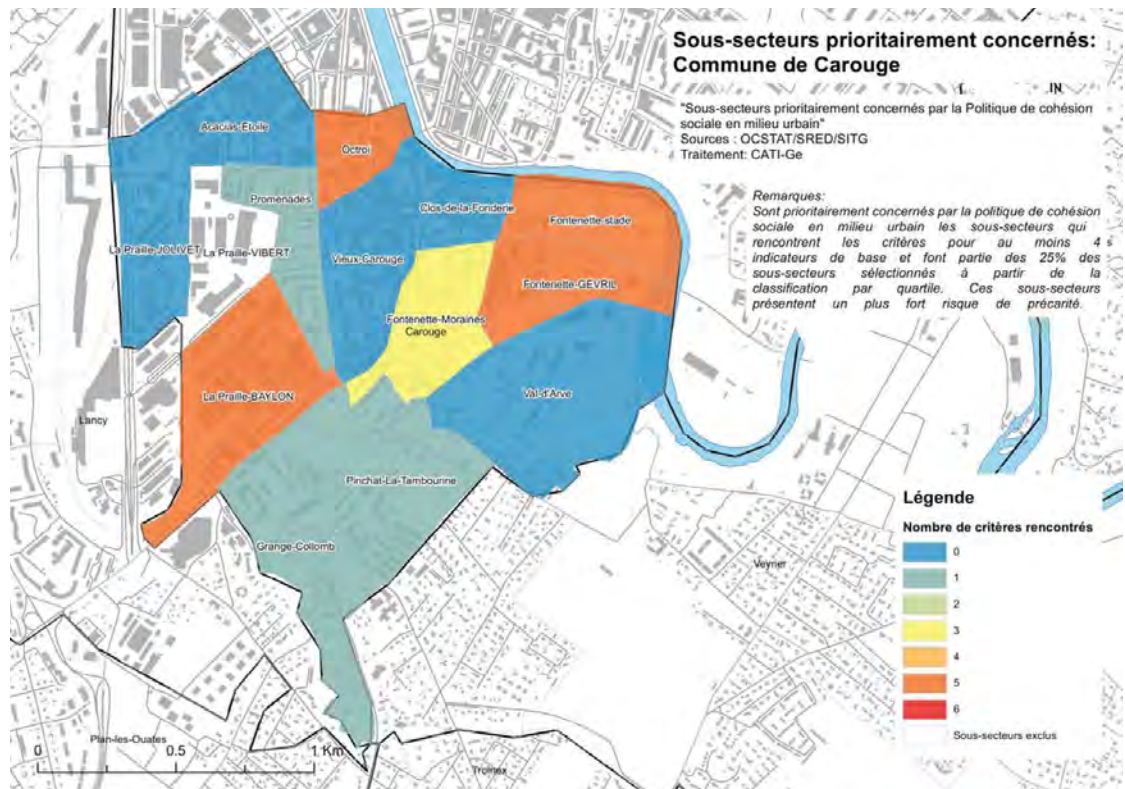 Sous-secteurs prioritairement concernés:
Commune de Carouge
IN
"Sous-secteurs prioritairement concernés par la Politique de cohésion
sociale en milieu urbain"
Sources : OCSTAT/SRED/SITG
Traitement: CATI-Ge
Remarques:
Sont prioritairement concernés par la politique de cohésion
sociale en milieu urbain les sous-secteurs qui
rencontrent les critères pour au moins 4
indicateurs de base et font partie des 25% des
sous-secteurs sélectionnés à partir de la
classification par quartile. Ces sous-secteurs
présentent un plus fort risque de précarité.
Acacias-Etoile
Octroi
Promenades
Clos-de-la-Fonderie
Fontenette-stade
La Praille-JOLIVET
La Praille-VIBERT
Vieux-Carouge
Fontenette-GEVRIL
Fontenette-Moraines
Carouge
La Praille-BAYLON
Val-d'Arve
Lancy
Pinchat-La-Tambourine
Grange-Collomb
Veyrier
Plan-les-Ouates
Troinex
0
0.5
1 Km
Légende
Nombre de critères rencontrés
0
1
2
3
4
5
6
Sous-secteurs exclus